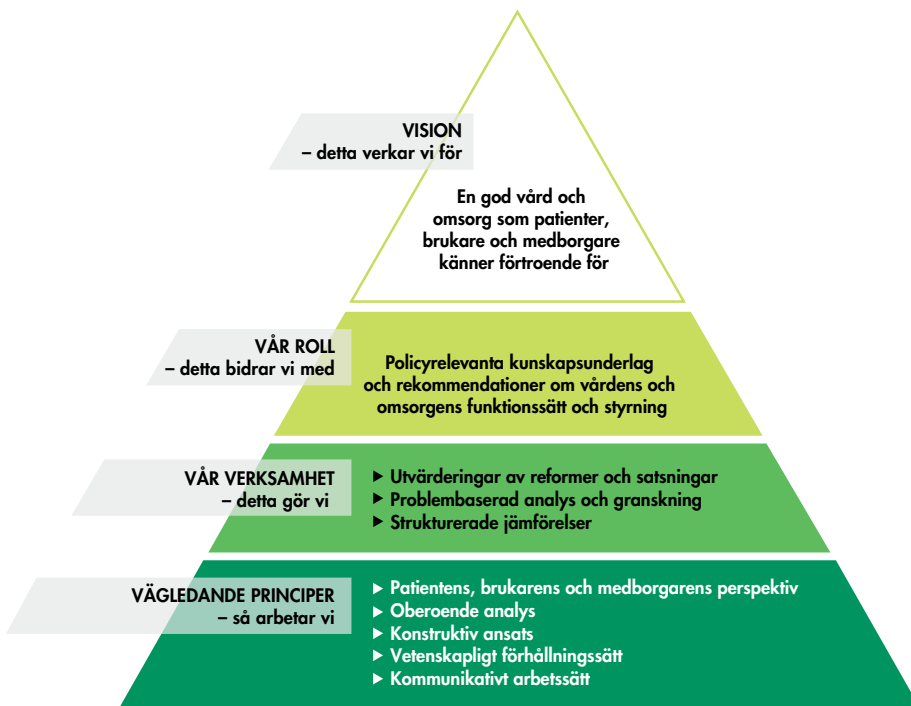 VISION
– detta verkar vi för
En god vård och
omsorg som patienter,
brukare och medborgare
känner förtroende för
VÅR ROLL
– detta bidrar vi med
Policyrelevanta kunskapsunderlag
och rekommendationer om vårdens och
omsorgens funktionssätt och styrning
VÅR VERKSAMHET
– detta gör vi
▶ Utvärderingar av reformer och satsningar
▶ Problembaserad analys och granskning
▶ Strukturerade jämförelser
VÄGLEDANDE PRINCIPER
– så arbetar vi
▶ Patientens, brukarens och medborgarens perspektiv
▶ Oberoende analys
▶ Konstruktiv ansats
▶ Vetenskapligt förhållningssätt
▶ Kommunikativt arbetssätt